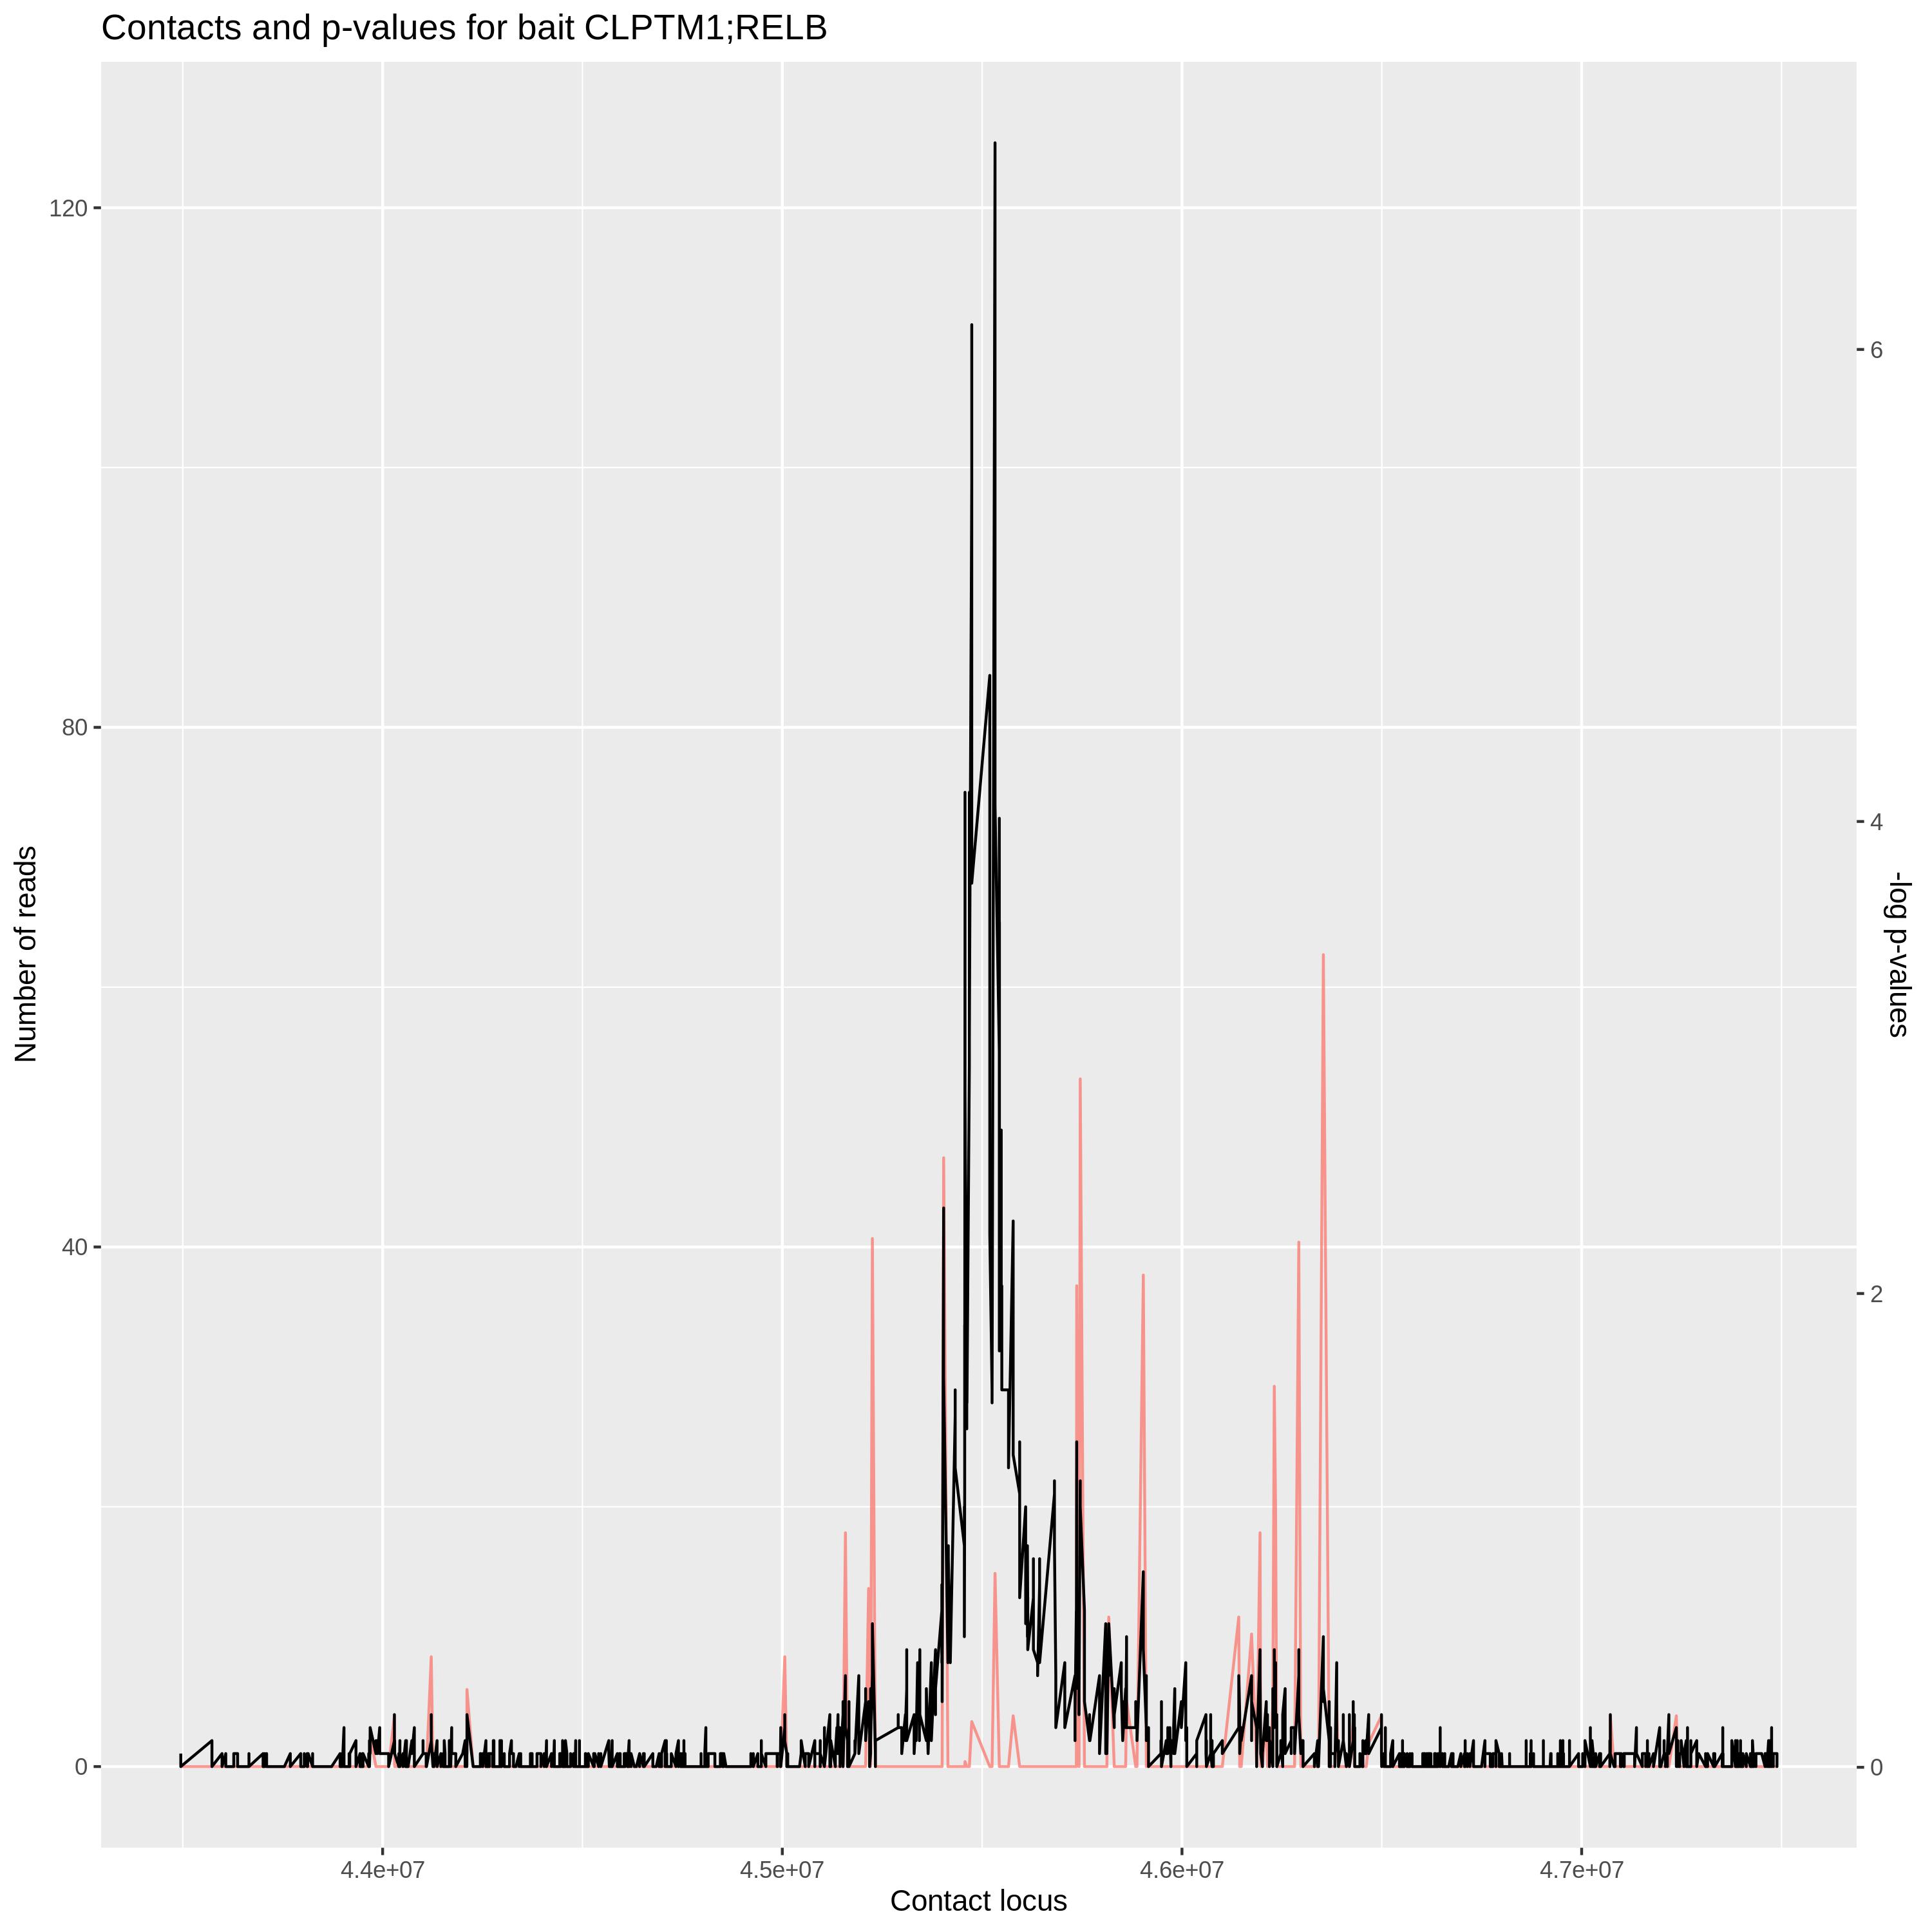 Contacts and p-values for bait CLPTM1;RELB
120
80
40
0
Number of reads
6
4
2
0
-log p-values
4.4e+07
4.5e+07
4.6e+07
4.7e+07
Contact locus